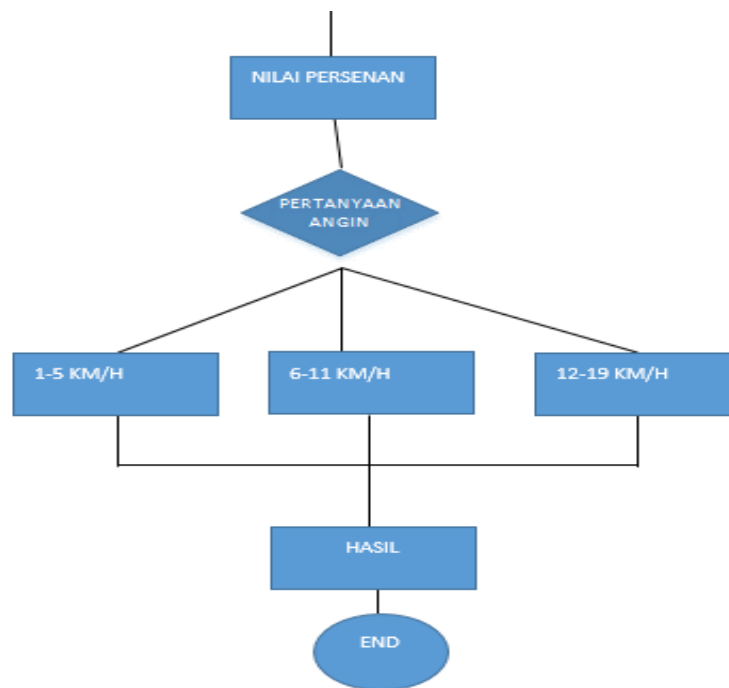 NILAI PERSENAN
PERTANYAAN
ANGIN
1-5 KM/H
6-11 KM/H
12-19 KM/H
HASIL
END